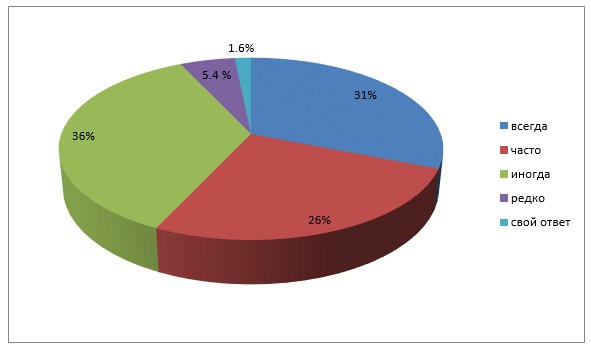 1.6%
5.4 %
31%
36%
26%
всегда
часто
иногда
редко
свой ответ